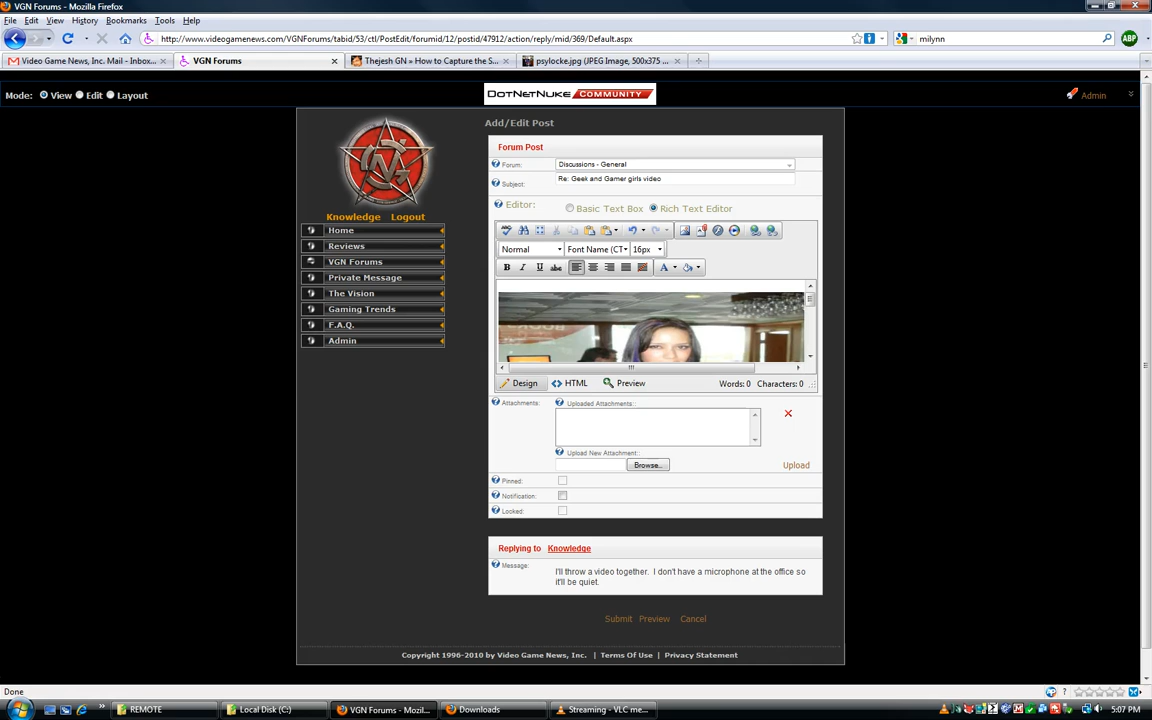 VGN Forums - Mozilla Firefox
File Edit View History Bookmarks Tools Help
http://www.videogamenews.com/VGNForums/tabid/53/ctl/PostEdit/forumid/12/postid/47912/action/reply/mid/369/Default.aspx
milynn
ABP
Video Game News, Inc. Mail - Inbox...
VGN Forums
Thejesh GN » How to Capture the S...
psylocke.jpg (JPEG Image, 500x375 ...
Mode: View Edit Layout
DOTNETNUKE COMMUNITY
Admin
Add/Edit Post
Forum Post
Forum: Discussions - General
Subject: Re: Geek and Gamer girls video
Editor: Basic Text Box Rich Text Editor
Normal Font Name (CT 16px
B I U abc A
Design HTML Preview Words: 0 Characters: 0
Attachments: Uploaded Attachments:
Upload New Attachment:
Browse.. Upload
Pinned:
Notification:
Locked:
Knowledge Logout
Home
Reviews
VGN Forums
Private Message
The Vision
Gaming Trends
F.A.Q.
Admin
Replying to Knowledge
Message: I'll throw a video together. I don't have a microphone at the office so
it'll be quiet.
Submit Preview Cancel
Copyright 1996-2010 by Video Game News, Inc. | Terms Of Use | Privacy Statement
Done
REMOTE
Local Disk (C:)
VGN Forums - Mozil...
Downloads
Streaming - VLC me...
5:07 PM